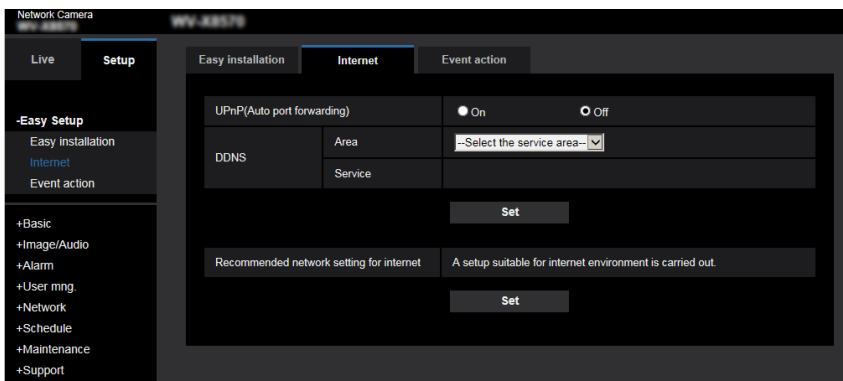 Network Camera
Live
Setup
Easy installation
Internet
Event action
-Easy Setup
Easy installation
Internet
Event action
+Basic
+Image/Audio
+Alarm
+User mng.
+Network
+Schedule
+Maintenance
+Support
UPnP(Auto port forwarding)
On
Off
DDNS
Area
--Select the service area--
Service
Set
Recommended network setting for internet
A setup suitable for internet environment is carried out.
Set